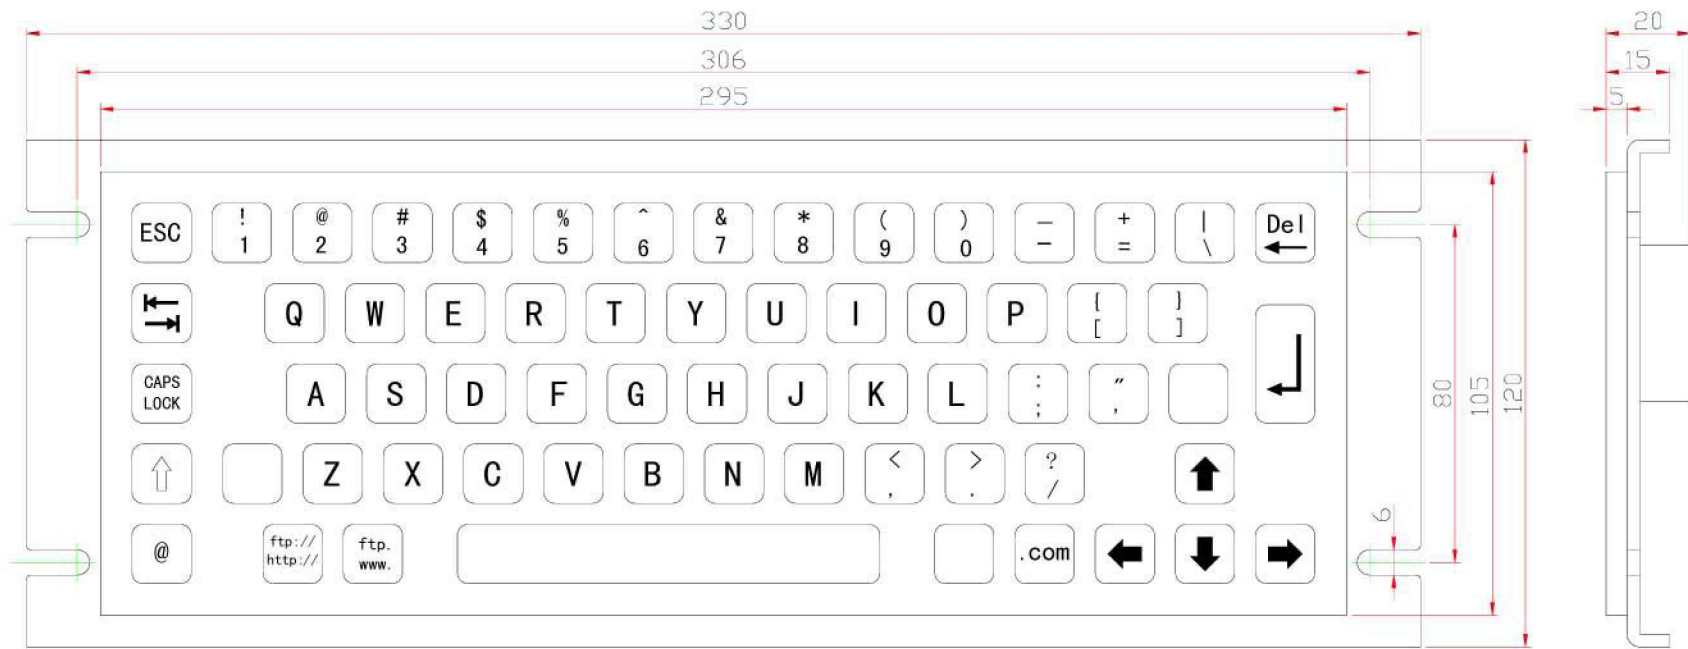 330
20
306
15
295
5
ESC
! @ # $ % ^ & * ( ) — + | Del
1 2 3 4 5 6 7 8 9 0 - = \
Q W E R T Y U I O P { }
[ ]
CAPS
LOCK
A S D F G H J K L : "
; ,
80
105
120
Z X C V B N M < > ?
, . /
6
@
ftp://
http://
ftp.
www.
.com